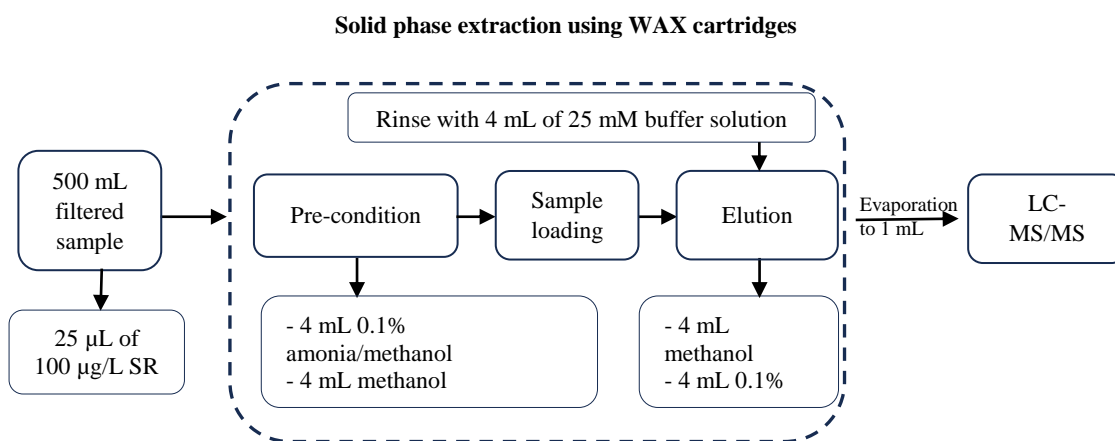 Solid phase extraction using WAX cartridges
Rinse with 4 mL of 25 mM buffer solution
500 mL
filtered
sample
Pre-condition
Sample
loading
Elution
Evaporation
to 1 mL
LC-
MS/MS
25 µL of
100 µg/L SR
- 4 mL 0.1%
amonia/methanol
- 4 mL methanol
- 4 mL
methanol
- 4 mL 0.1%